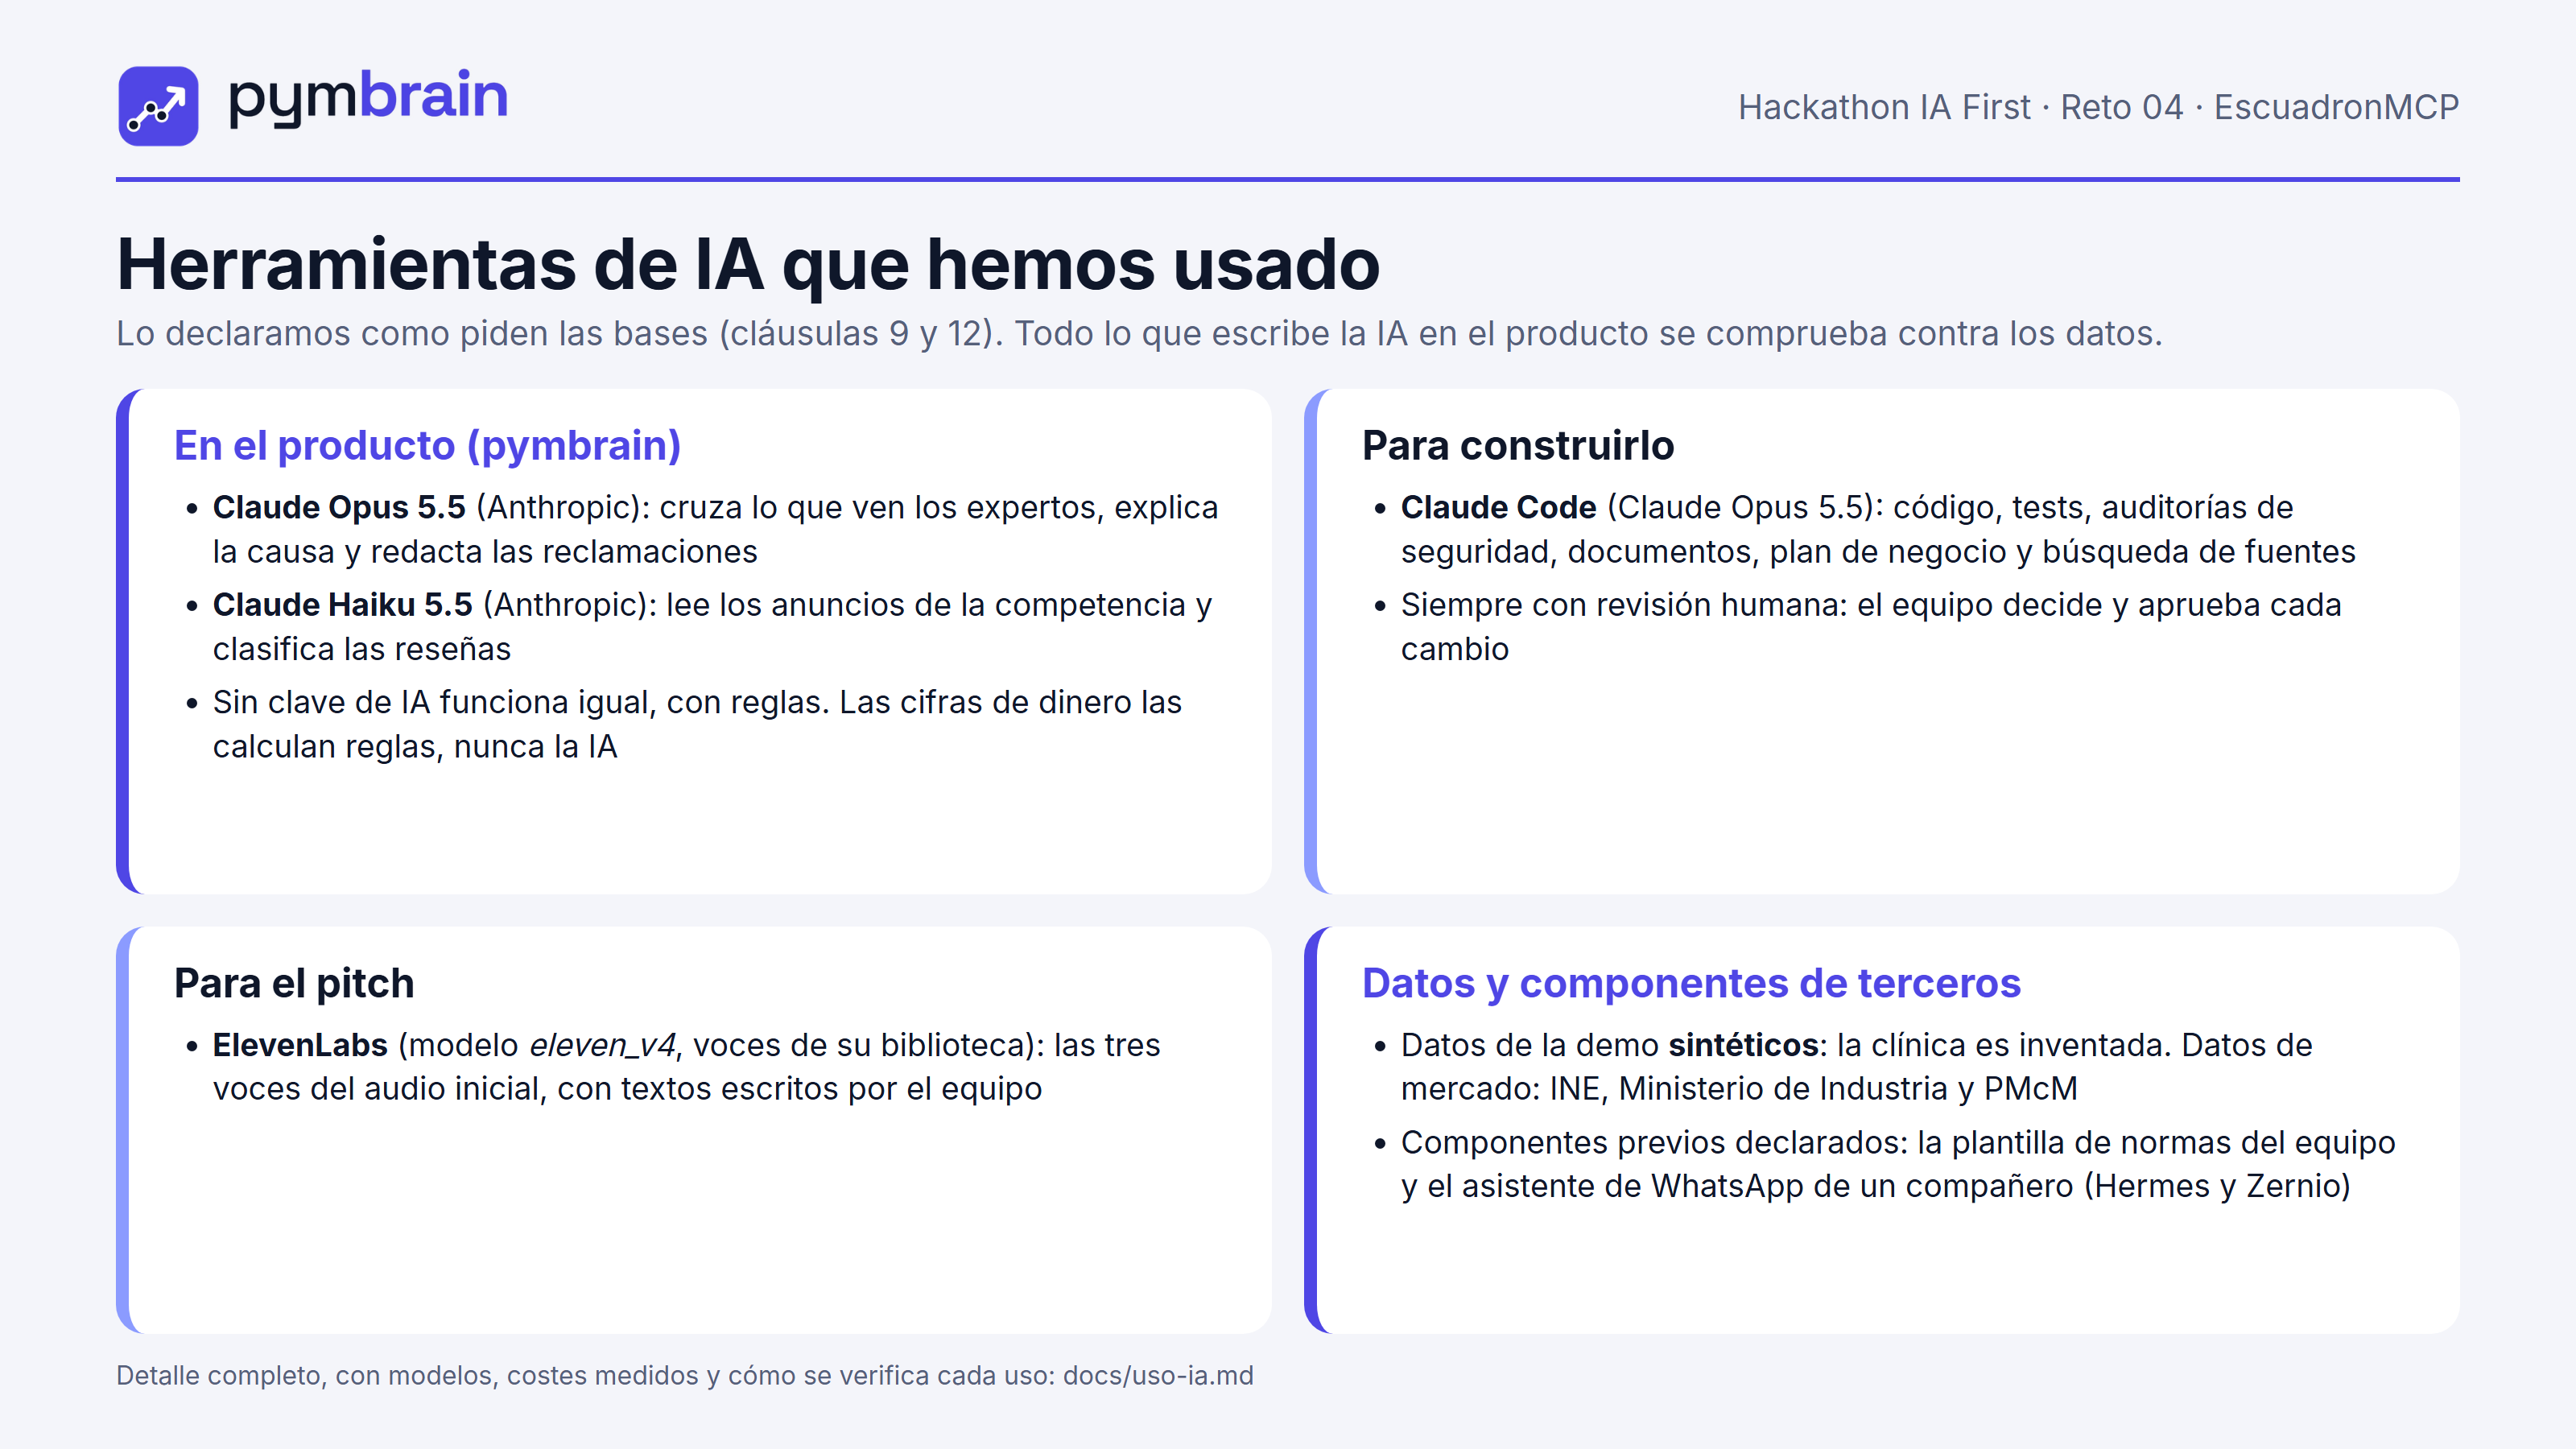 pymbrain
Hackathon IA First · Reto 04 · EscuadronMCP
Herramientas de IA que hemos usado
Lo declaramos como piden las bases (cláusulas 9 y 12). Todo lo que escribe la IA en el producto se comprueba contra los datos.
En el producto (pymbrain)
• Claude Opus 5.5 (Anthropic): cruza lo que ven los expertos, explica
la causa y redacta las reclamaciones
• Claude Haiku 5.5 (Anthropic): lee los anuncios de la competencia y
clasifica las reseñas
• Sin clave de IA funciona igual, con reglas. Las cifras de dinero las
calculan reglas, nunca la IA
Para construirlo
• Claude Code (Claude Opus 5.5): código, tests, auditorías de
seguridad, documentos, plan de negocio y búsqueda de fuentes
• Siempre con revisión humana: el equipo decide y aprueba cada
cambio
Para el pitch
• ElevenLabs (modelo eleven_v4, voces de su biblioteca): las tres
voces del audio inicial, con textos escritos por el equipo
Datos y componentes de terceros
• Datos de la demo sintéticos: la clínica es inventada. Datos de
mercado: INE, Ministerio de Industria y PMcM
• Componentes previos declarados: la plantilla de normas del equipo
y el asistente de WhatsApp de un compañero (Hermes y Zernio)
Detalle completo, con modelos, costes medidos y cómo se verifica cada uso: docs/uso-ia.md